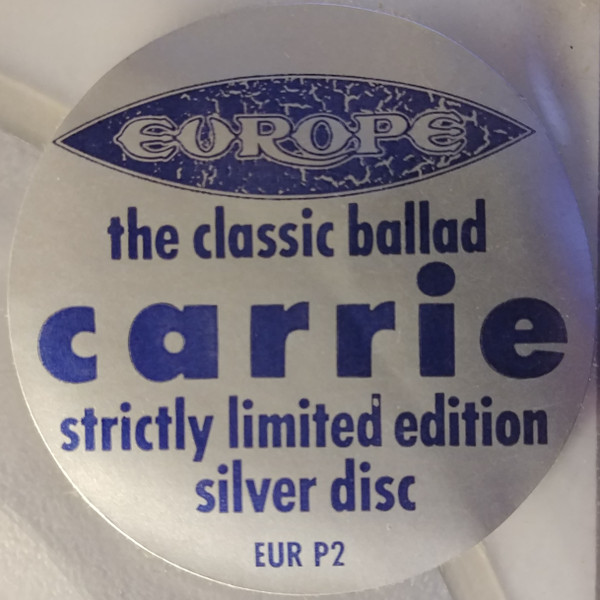 EUROPE
the classic ballad
carrie
strictly limited edition
silver disc
EUR P2